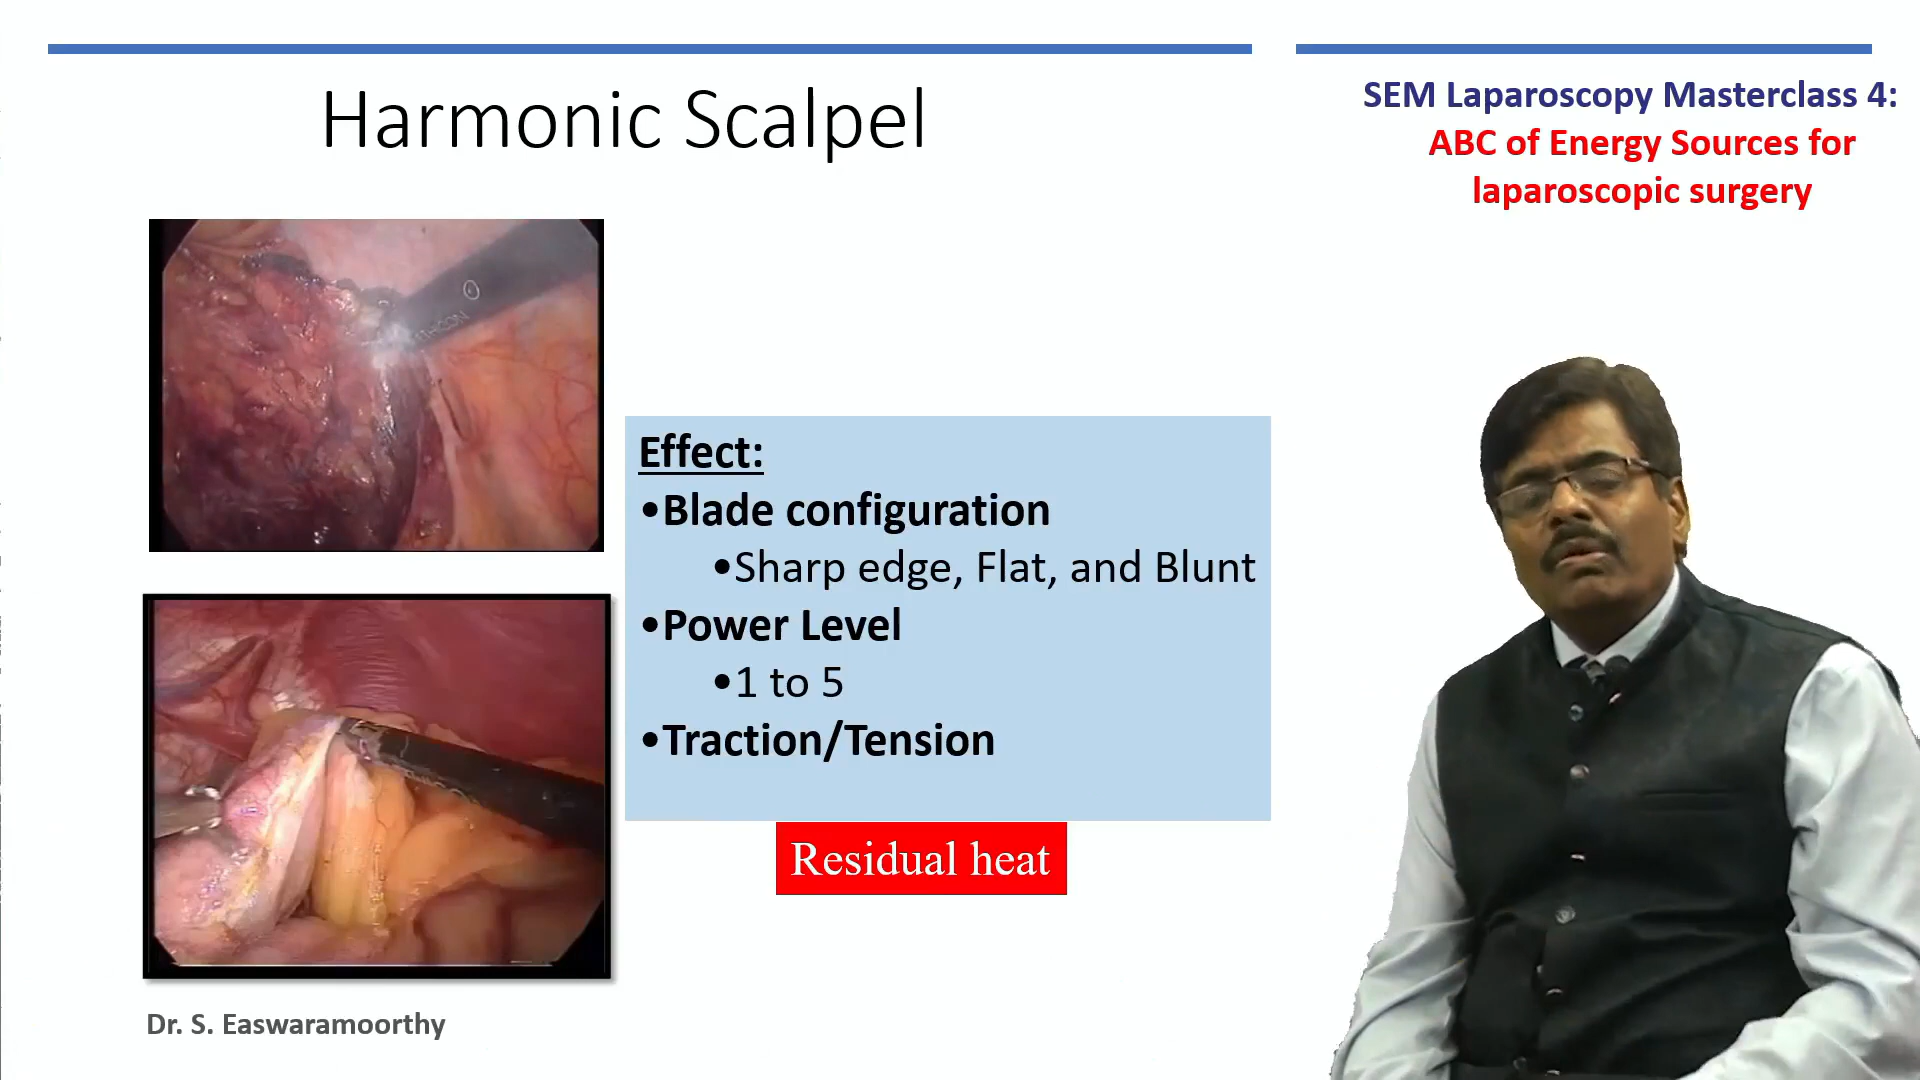 Harmonic Scalpel
SEM Laparoscopy Masterclass 4:
ABC of Energy Sources for
laparoscopic surgery
Effect:
•Blade configuration
•Sharp edge, Flat, and Blunt
•Power Level
•1 to 5
•Traction/Tension
Residual heat
Dr. S. Easwaramoorthy